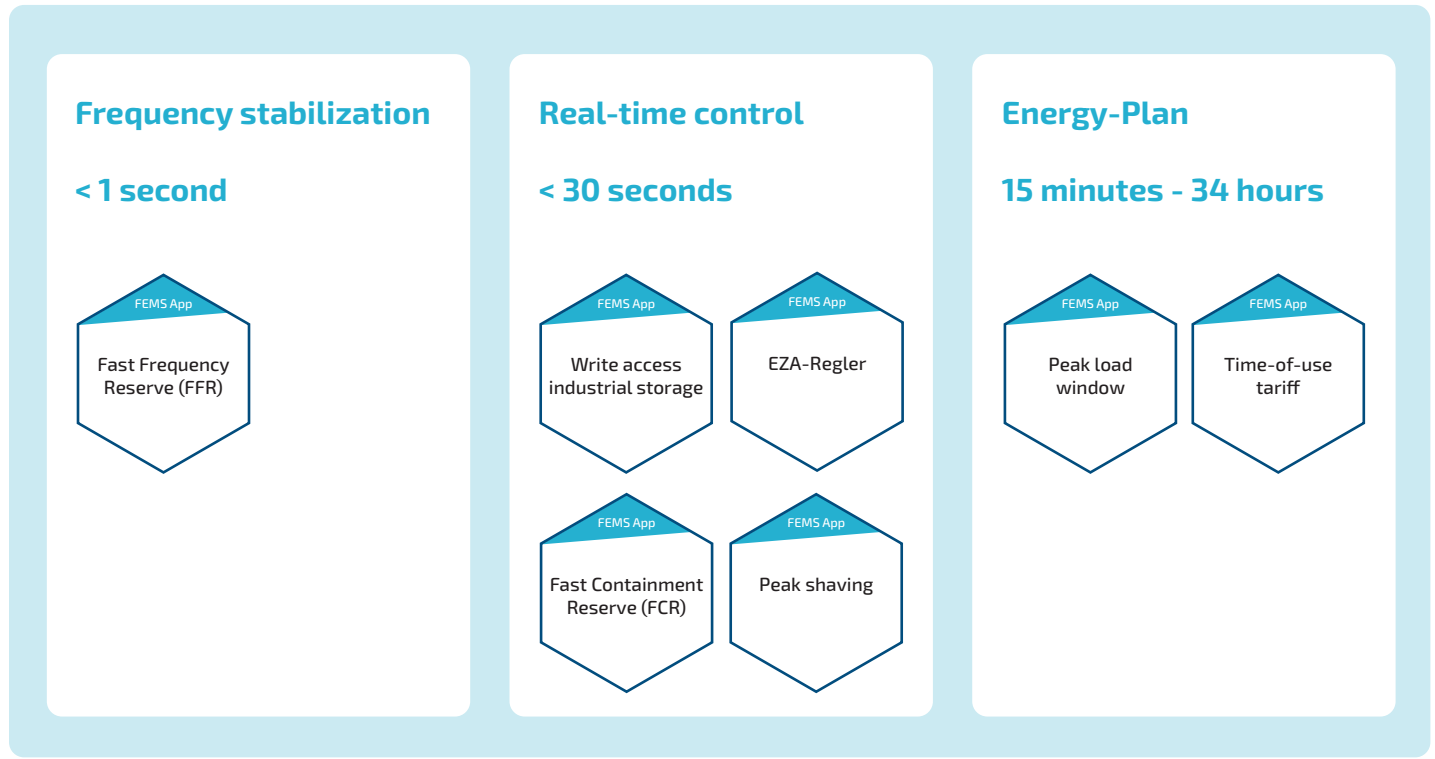 Frequency stabilization
< 1 second
FEMS App
Fast Frequency
Reserve (FFR)
Real-time control
< 30 seconds
FEMS App
Write access
industrial storage
FEMS App
EZA-Regler
FEMS App
Fast Containment
Reserve (FCR)
FEMS App
Peak shaving
Energy-Plan
15 minutes - 34 hours
FEMS App
Peak load
window
FEMS App
Time-of-use
tariff